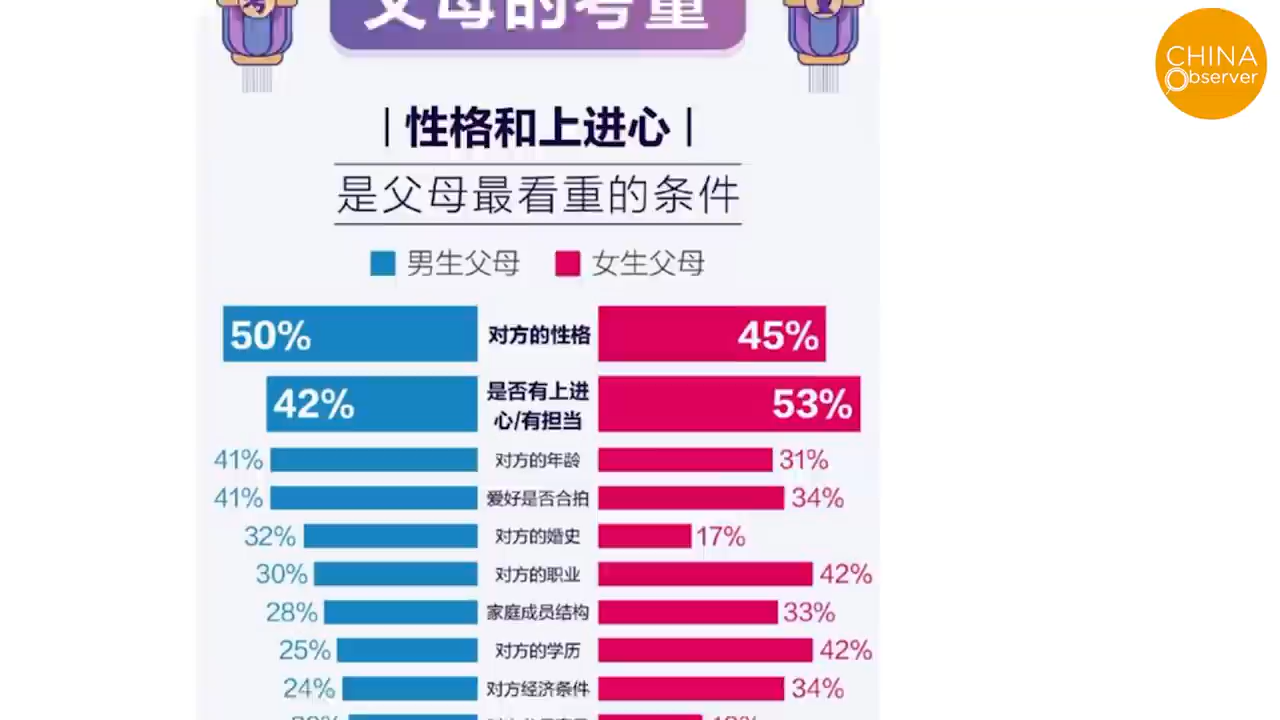 父母的考量
CHINA
Observer
性格和上进心
是父母最看重的条件
男生父母 女生父母
50% 对方的性格 45%
42% 是否有上进心/有担当 53%
41% 对方的年龄 31%
41% 爱好是否合拍 34%
32% 对方的婚史 17%
30% 对方的职业 42%
28% 家庭成员结构 33%
25% 对方的学历 42%
24% 对方经济条件 34%